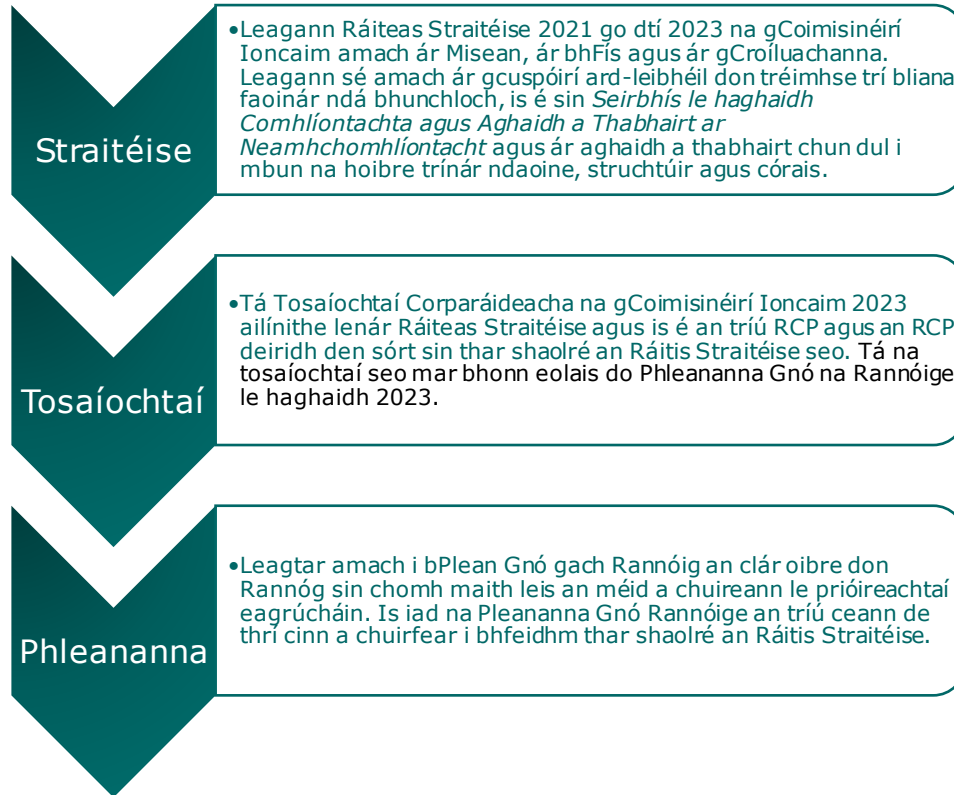 Straitéise
•Leagann Ráiteas Straitéise 2021 go dtí 2023 na gCoimisinéirí
Ioncaim amach ár Misean, ár bhFís agus ár gCroíluachanna.
Leagann sé amach ár gcuspóirí ard-leibhéil don tréimhse trí bliana
faoinár ndá bhunchloch, is é sin Seirbhís le haghaidh
Comhlíontachta agus Aghaidh a Thabhairt ar
Neamhchomhlíontacht agus ár aghaidh a thabhairt chun dul i
mbun na hoibre trínár ndaoine, struchtúir agus córais.
Tosaíochtaí
•Tá Tosaíochtaí Corparáideacha na gCoimisinéirí Ioncaim 2023
ailínithe lenár Ráiteas Straitéise agus is é an tríú RCP agus an RCP
deiridh den sórt sin thar shaolré an Ráitis Straitéise seo. Tá na
tosaíochtaí seo mar bhonn eolais do Phleananna Gnó na Rannóige
le haghaidh 2023.
Phleananna
•Leagtar amach i bPlean Gnó gach Rannóig an clár oibre don
Rannóg sin chomh maith leis an méid a chuireann le prióireachtaí
eagrúcháin. Is iad na Pleananna Gnó Rannóige an tríú ceann de
thrí cinn a chuirfear i bhfeidhm thar shaolré an Ráitis Straitéise.